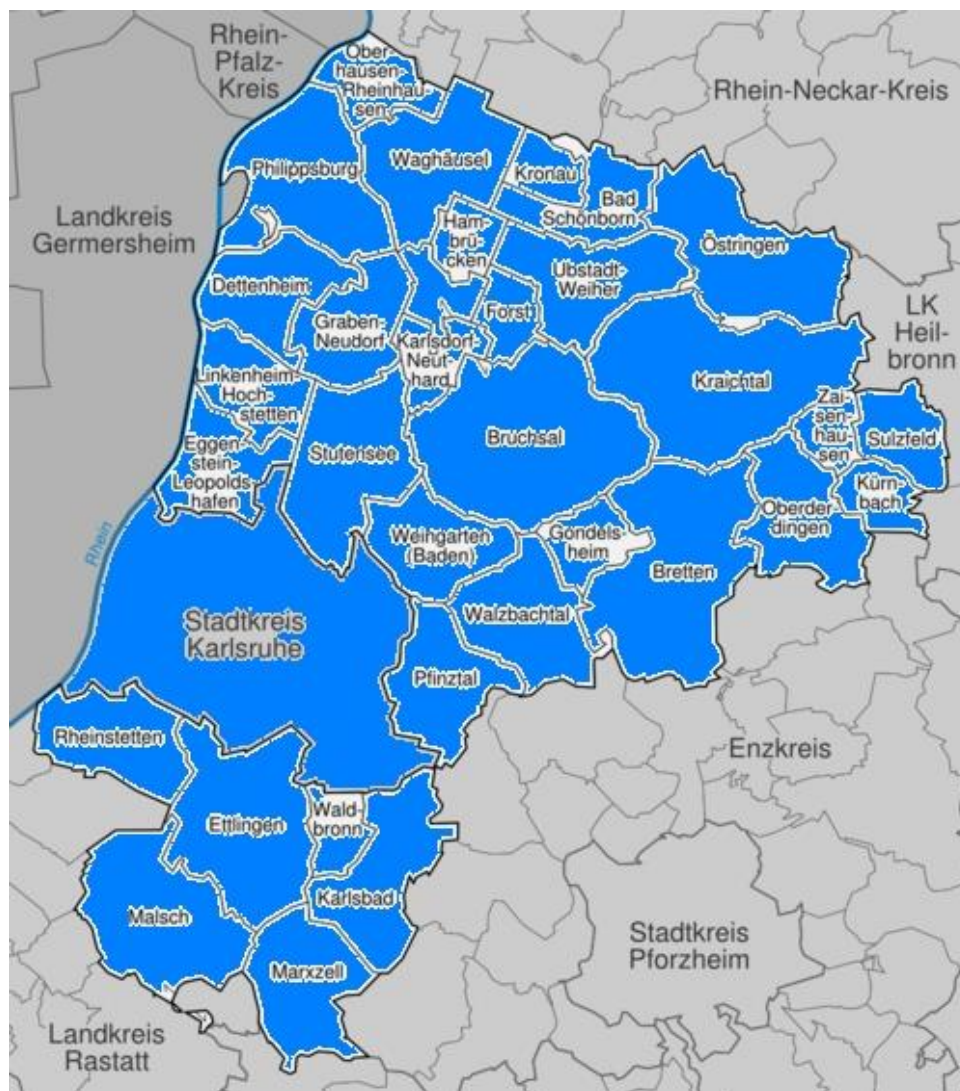 Rhein-
Pfalz-
Kreis
Ober-
hausen-
Rheinhau-
sen
Rhein-Neckar-Kreis
Philippsburg
Waghäusel
Kronau
Bad
Schönborn
Landkreis
Germersheim
Ham-
brü-
cken
Östringen
Dettenheim
Ubstadt-
Weiher
Graben-
Neudorf
Forst
LK
Heil-
bronn
Karlsdorf-
Neut-
hard
Linkenheim-
Hoch-
stetten
Kraichtal
Zai-
sen-
hau-
sen
Sulzfeld
Eggen-
stein-
Leopolds
hafen
Stutensee
Bruchsal
Kürn-
bach
Rhein
Weingarten
(Baden)
Gondels-
heim
Oberder-
dingen
Bretten
Stadtkreis
Karlsruhe
Walzbachtal
Pfinztal
Rheinstetten
Enzkreis
Ettlingen
Wald-
bronn
Karlsbad
Malsch
Stadtkreis
Pforzheim
Marxzell
Landkreis
Rastatt